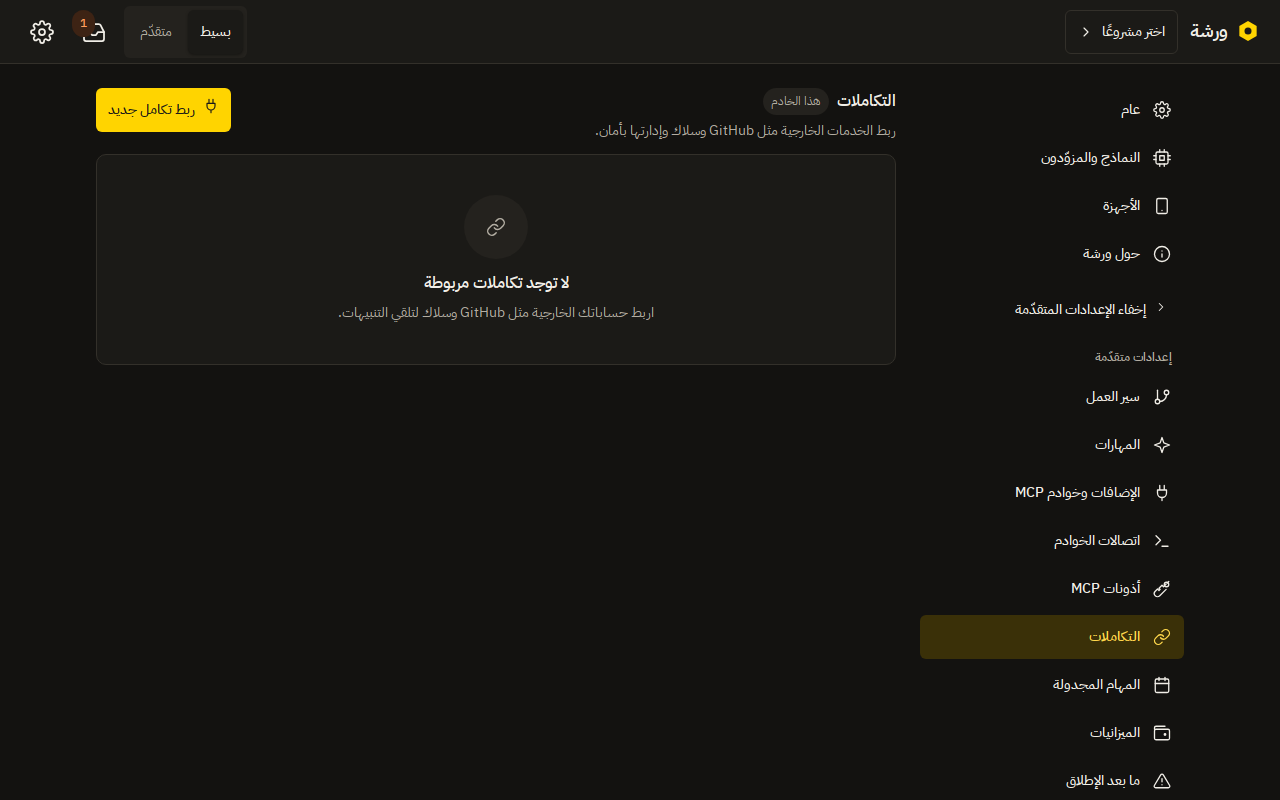 ورشة
اختر مشروعًا
بسيط
متقدّم
1
عام
النماذج والمزوّدون
الأجهزة
حول ورشة
إخفاء الإعدادات المتقدّمة
إعدادات متقدّمة
سير العمل
المهارات
الإضافات وخوادم MCP
اتصالات الخوادم
أذونات MCP
التكاملات
المهام المجدولة
الميزانيات
ما بعد الإطلاق
التكاملات
هذا الخادم
ربط الخدمات الخارجية مثل GitHub وسلاك وإدارتها بأمان.
ربط تكامل جديد
لا توجد تكاملات مربوطة
اربط حساباتك الخارجية مثل GitHub وسلاك لتلقي التنبيهات.